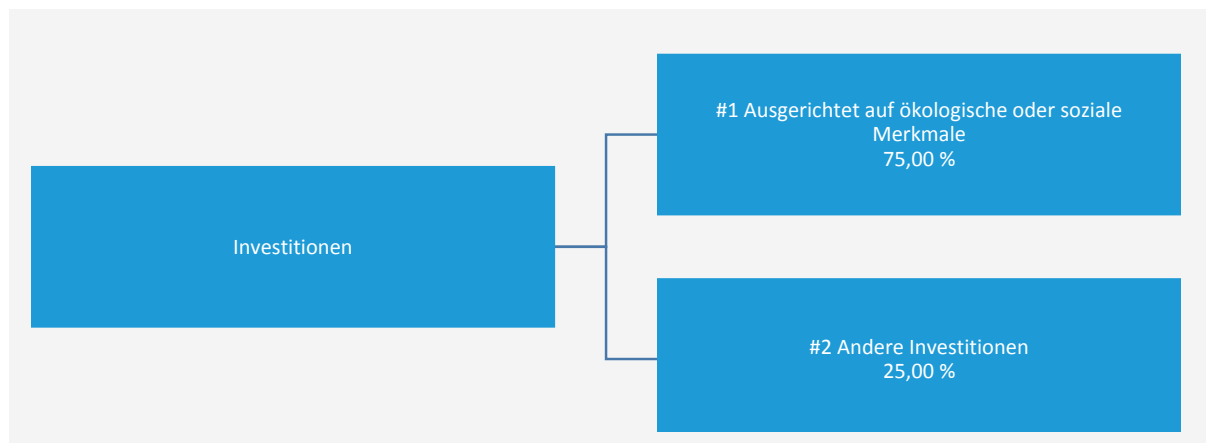 #1 Ausgerichtet auf ökologische oder soziale
Merkmale
75,00 %
Investitionen
#2 Andere Investitionen
25,00 %